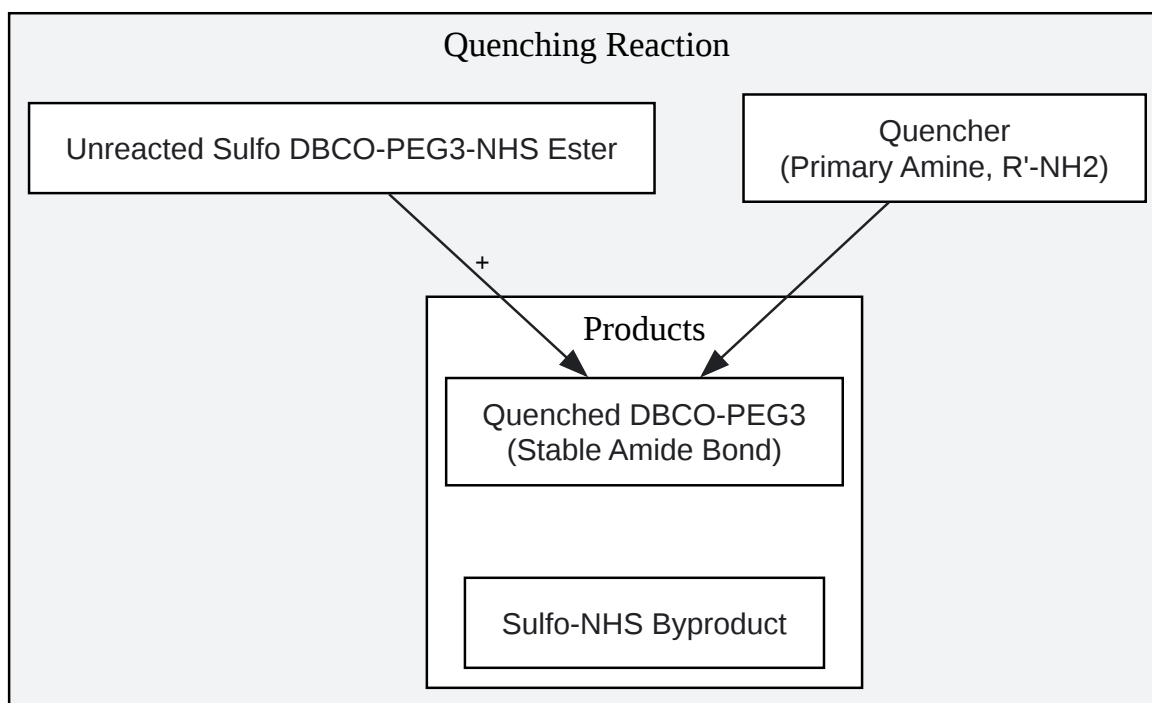 Quenching Reaction
Unreacted Sulfo DBCO-PEG3-NHS Ester
Quencher
(Primary Amine, R'-NH2)
+
Products
Quenched DBCO-PEG3
(Stable Amide Bond)
Sulfo-NHS Byproduct